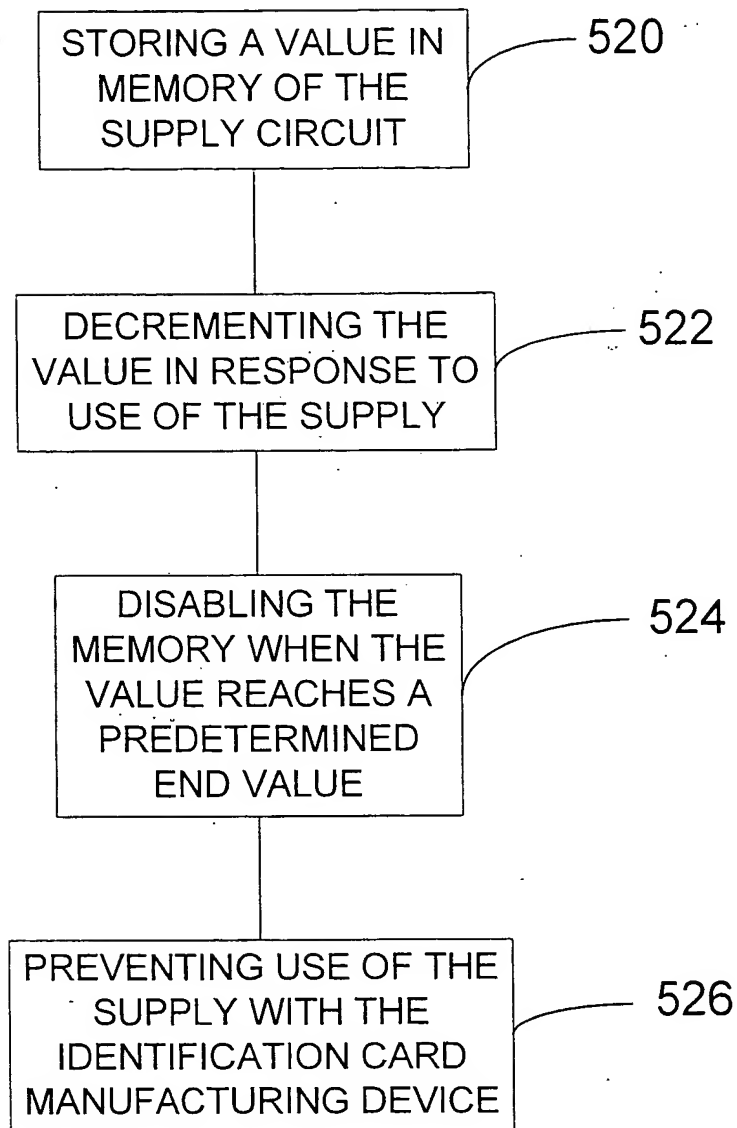 STORING A VALUE IN
MEMORY OF THE
SUPPLY CIRCUIT
520
DECREMENTING THE
VALUE IN RESPONSE TO
USE OF THE SUPPLY
522
DISABLING THE
MEMORY WHEN THE
VALUE REACHES A
PREDETERMINED
END VALUE
524
PREVENTING USE OF THE
SUPPLY WITH THE
IDENTIFICATION CARD
MANUFACTURING DEVICE
526